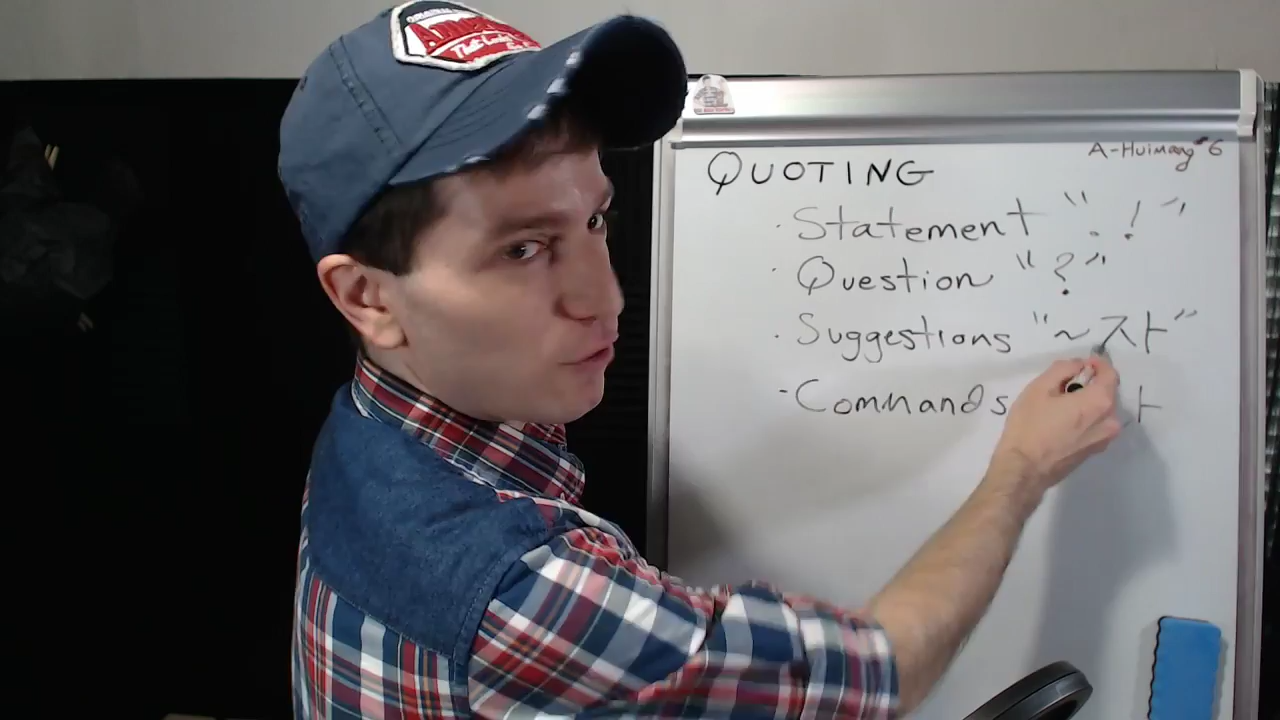 A-Huimang #6
QUOTING
· Statement “ . ! ”
· Question “ ? ”
· Suggestions “~자”
- Commands